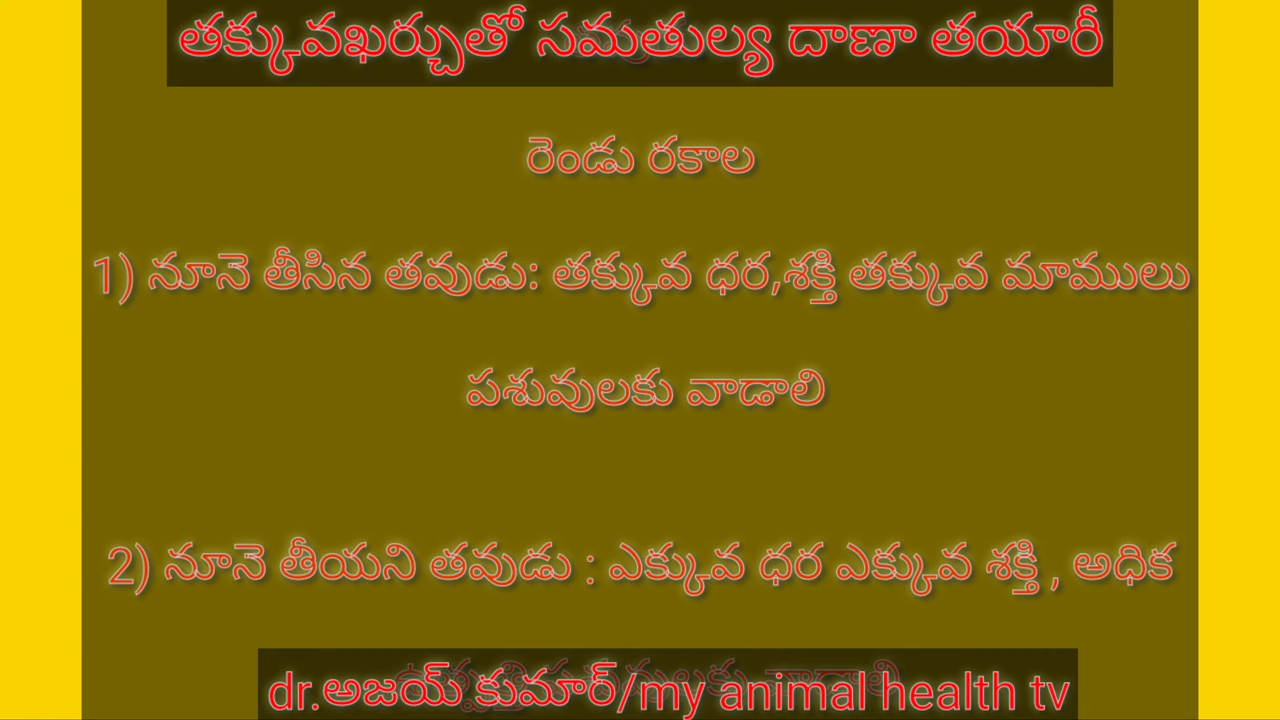 తక్కువఖర్చుతో సమతుల్య దాణా తయారీ
రెండు రకాల
1) నూనె తీసిన తవుడు: తక్కువ ధర,శక్తి తక్కువ మాములు
పశువులకు వాడాలి
2) నూనె తీయని తవుడు : ఎక్కువ ధర ఎక్కువ శక్తి , అధిక
dr.అజయ్ కుమార్/my animal health tv